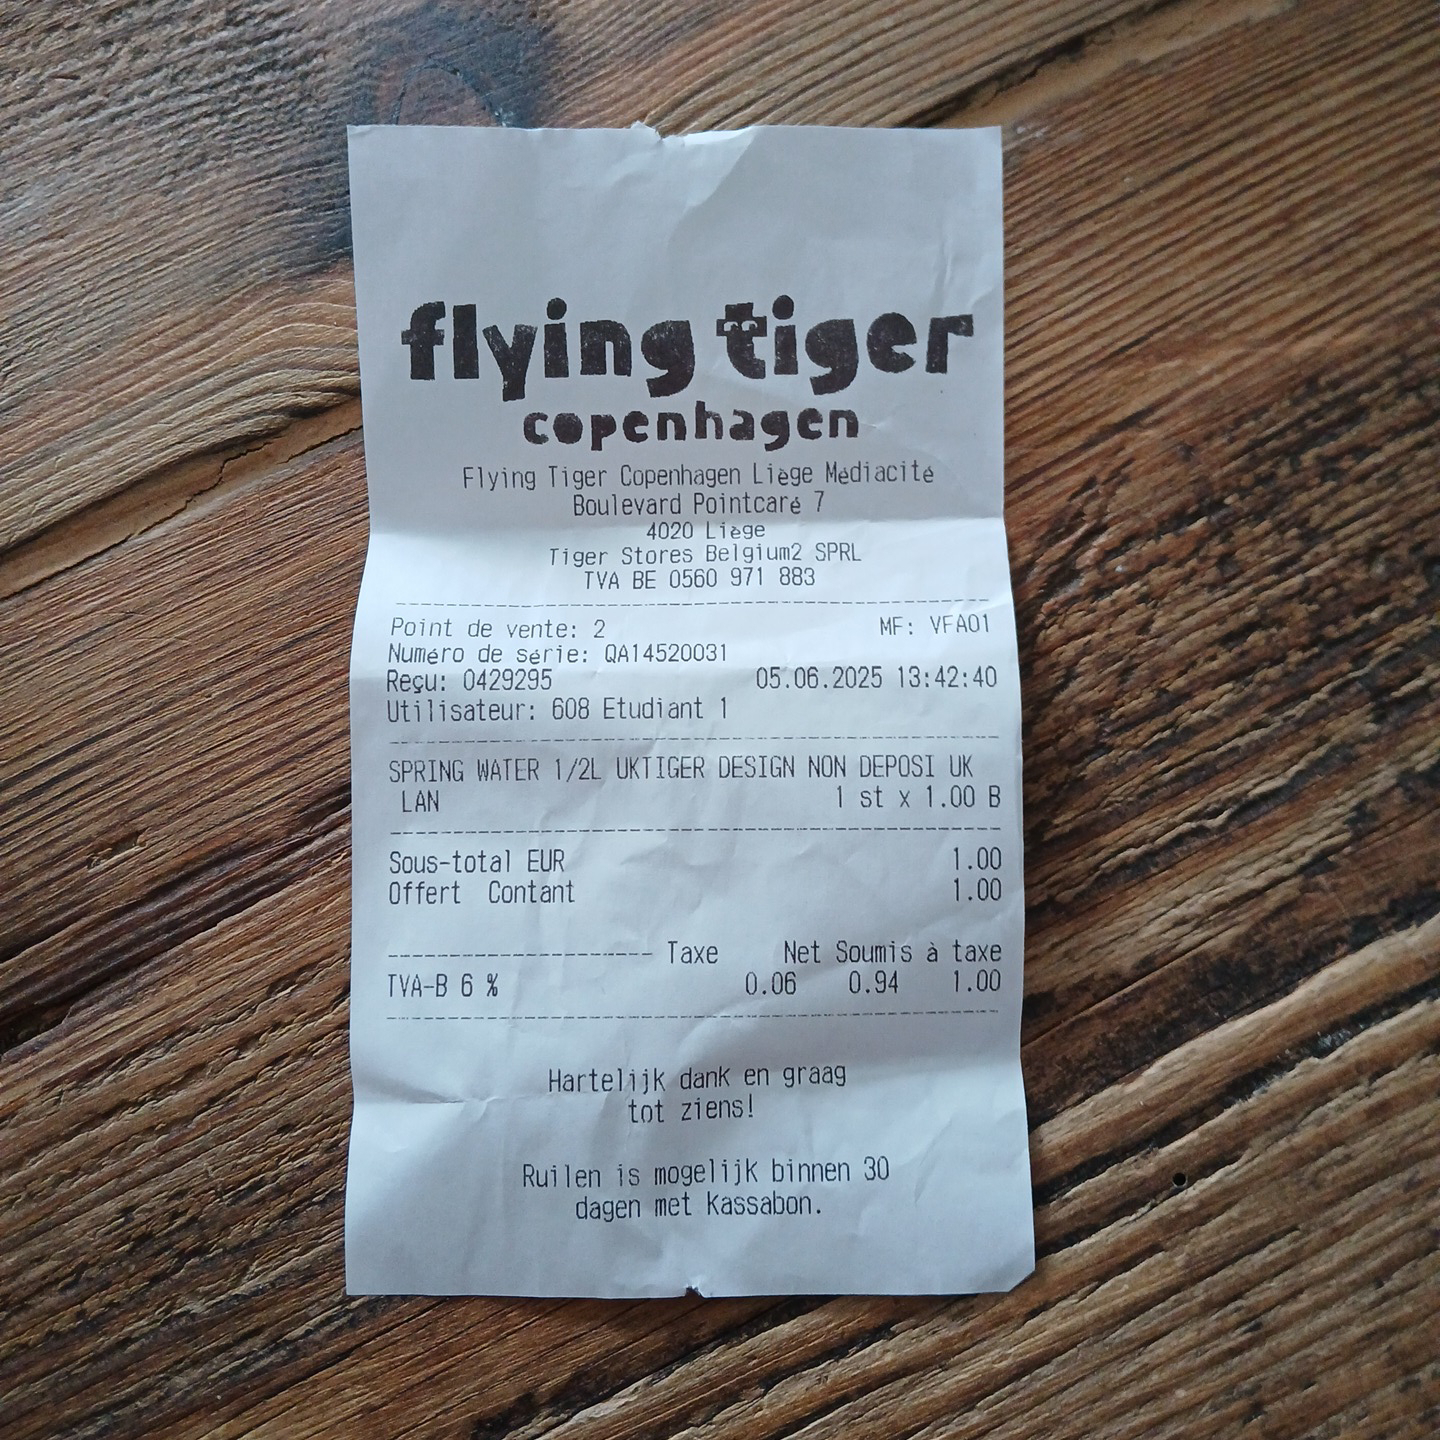 flying tiger
copenhagen
Flying Tiger Copenhagen Liège Médiacité
Boulevard Pointcaré 7
4020 Liège
Tiger Stores Belgium2 SPRL
TVA BE 0560 971 883
Point de vente: 2 MF: VFA01
Numéro de série: QA14520031
Reçu: 0429295 05.06.2025 13:42:40
Utilisateur: 608 Etudiant 1
SPRING WATER 1/2L UKTIGER DESIGN NON DEPOSI UK
LAN 1 st x 1.00 B
Sous-total EUR 1.00
Offert Contant 1.00
Taxe Net Soumis à taxe
TVA-B 6 % 0.06 0.94 1.00
Hartelijk dank en graag
tot ziens!
Ruilen is mogelijk binnen 30
dagen met kassabon.